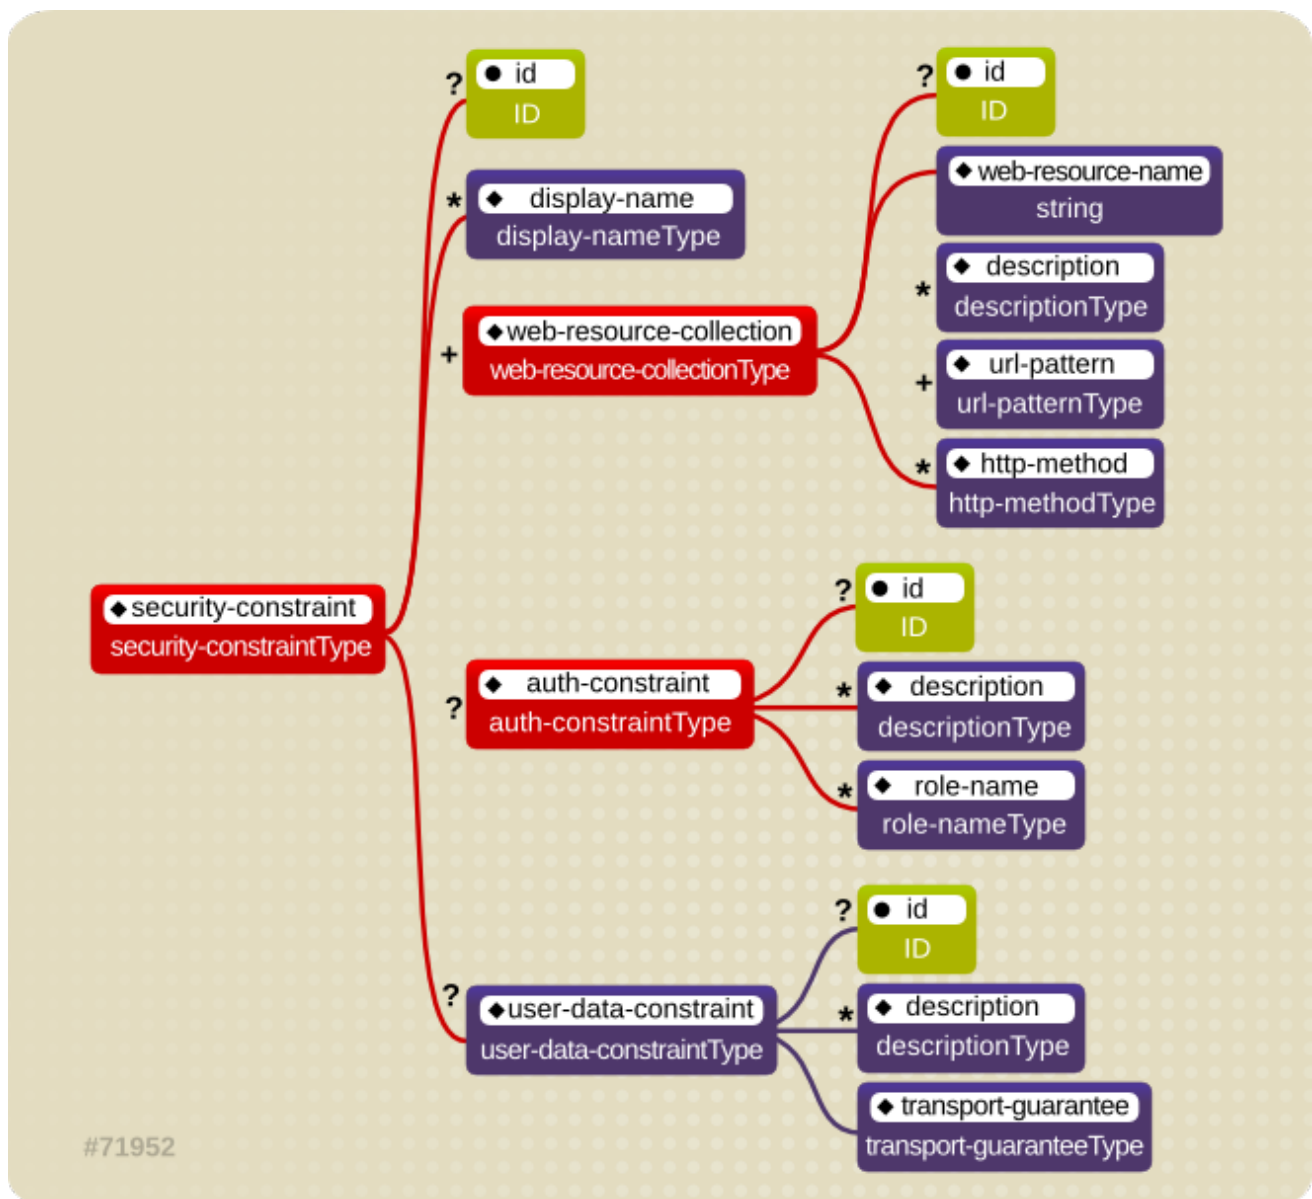 ? ● id
ID
* ◆ display-name
display-nameType
+ ◆ web-resource-collection
web-resource-collectionType
? ● id
ID
◆ web-resource-name
string
* ◆ description
descriptionType
+ ◆ url-pattern
url-patternType
* ◆ http-method
http-methodType
◆ security-constraint
security-constraintType
? ◆ auth-constraint
auth-constraintType
? ● id
ID
* ◆ description
descriptionType
* ◆ role-name
role-nameType
? ◆ user-data-constraint
user-data-constraintType
? ● id
ID
* ◆ description
descriptionType
◆ transport-guarantee
transport-guaranteeType
#71952